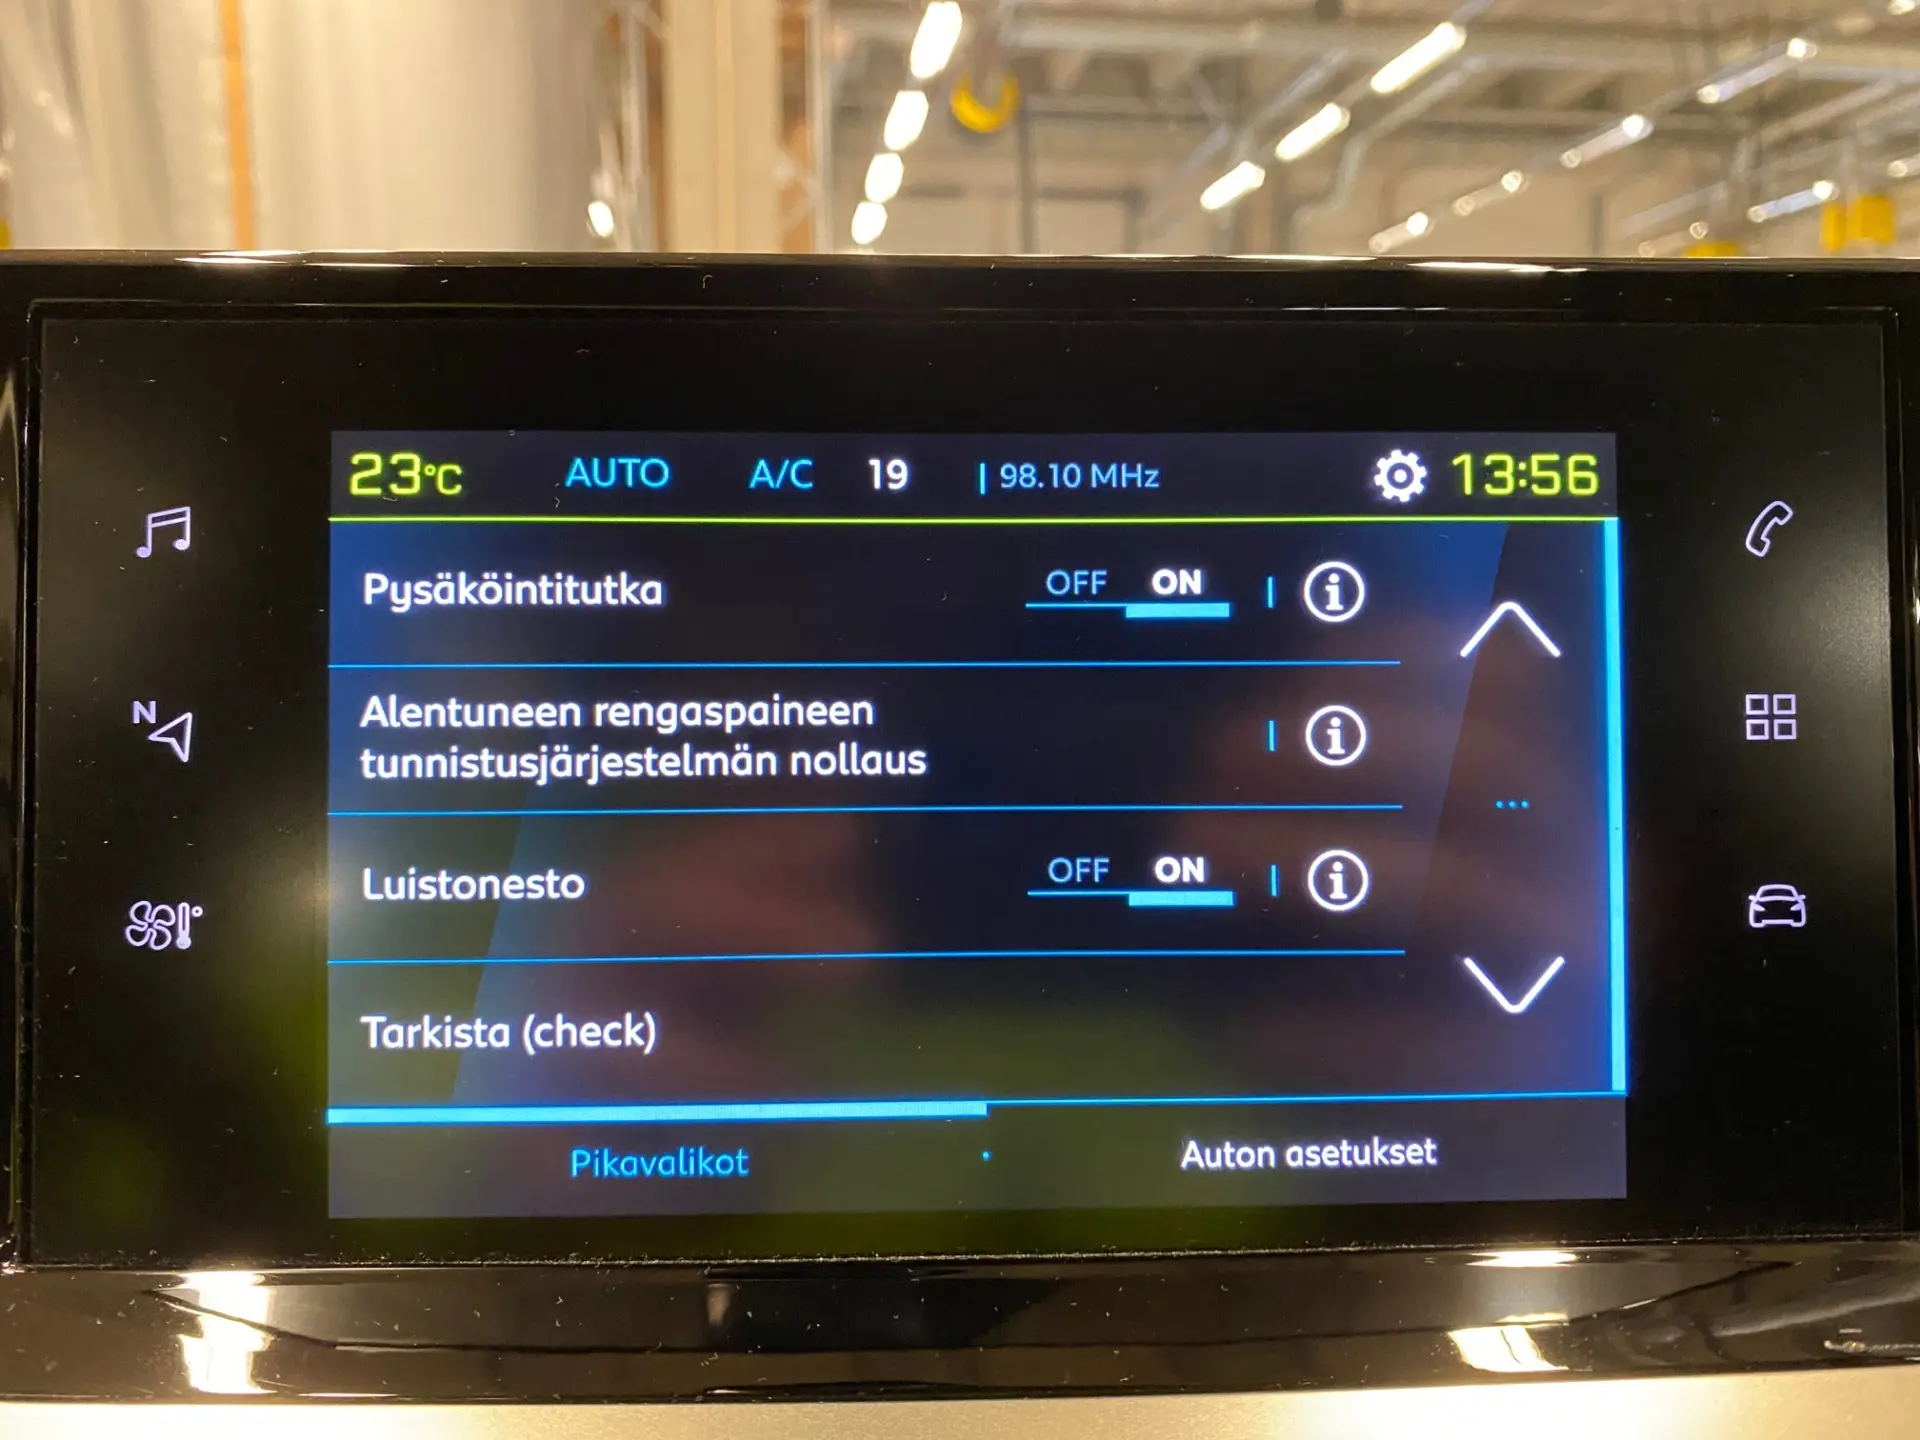 23°C AUTO A/C 19 | 98.10 MHz 13:56
Pysäköintitutka OFF ON
Alentuneen rengaspaineen
tunnistusjärjestelmän nollaus
Luistonesto OFF ON
Tarkista (check)
Pikavalikot Auton asetukset
N